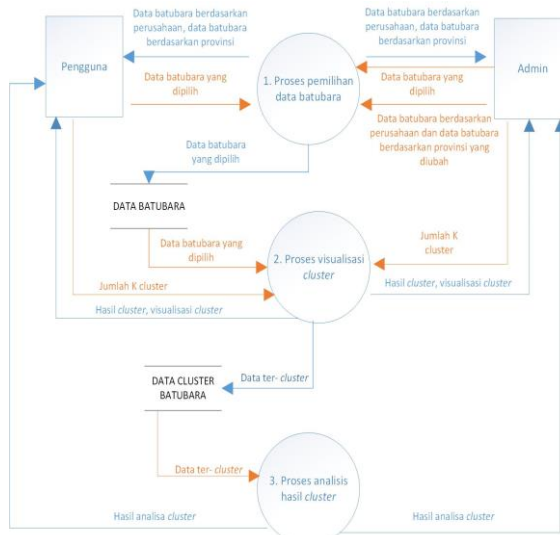 Data batubara berdasarkan
perusahaan, data batubara
berdasarkan provinsi
Data batubara berdasarkan
perusahaan, data batubara
berdasarkan provinsi
Pengguna
1. Proses pemilihan
data batubara
Admin
Data batubara yang
dipilih
Data batubara yang
dipilih
Data batubara berdasarkan
perusahaan dan data batubara
berdasarkan provinsi yang
diubah
Data batubara
yang dipilih
DATA BATUBARA
Data batubara yang
dipilih
Jumlah K
cluster
2. Proses visualisasi
cluster
Jumlah K cluster
Hasil cluster, visualisasi cluster
Hasil cluster, visualisasi cluster
DATA CLUSTER
BATUBARA
Data ter- cluster
Data ter- cluster
3. Proses analisis
hasil cluster
Hasil analisa cluster
Hasil analisa cluster